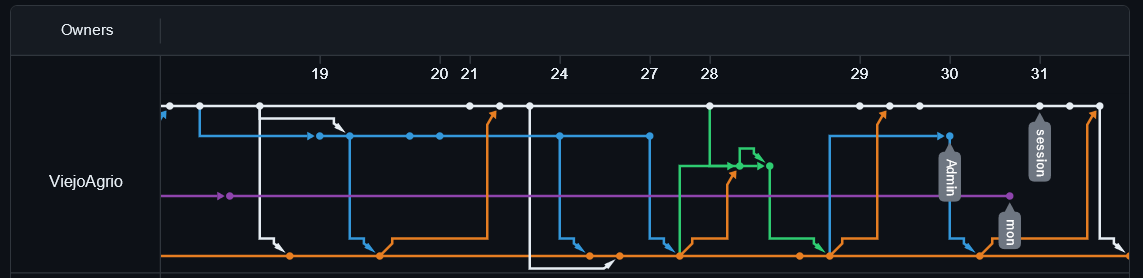 Owners
19 20 21 24 27 28 29 30 31
session
Admin
ViejoAgrio
mon